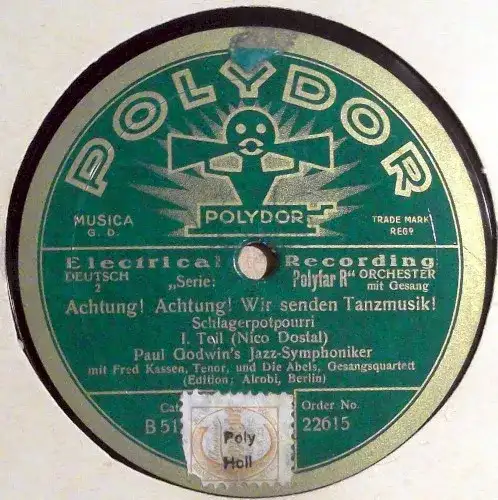 POLYDOR
POLYDOR
MUSICA
G. D.
TRADE MARK
REG9
Electrical Recording
DEUTSCH
2
„Serie: Polyfar R" ORCHESTER
mit Gesang
Achtung! Achtung! Wir senden Tanzmusik!
Schlagerpotpourri
I. Teil (Nico Dostal)
Paul Godwin's Jazz-Symphoniker
mit Fred Kassen, Tenor, und Die Abels, Gesangsquartett
(Edition: Alrobi, Berlin)
Order No.
22615
Poly
Holl